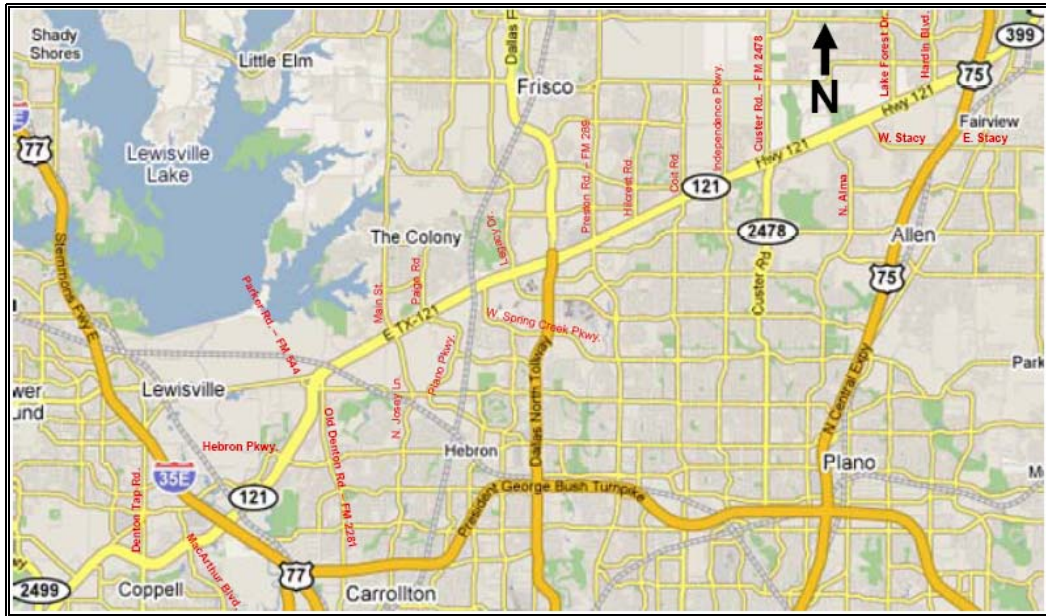 Shady
Shores
Little Elm
Dallas F
Frisco
Lewisville
Lake
77
Stemmons Fwy E
The Colony
Legacy Dr.
Preston Rd. – FM 289
Hillcrest Rd
Coit Rd
Independence Pkwy.
Custer Rd. – FM 2478
N
Lake Forest Dr.
Hardin Blvd.
399
75
Hwy 121
Fairview
W. Stacy
E. Stacy
Hwy 121
121
N. Alma
2478
Allen
75
Custer Rd
Main St.
Page Rd.
E TX-121
Parker Rd. – FM 544
W. Spring Creek Pkwy.
Plano Pkwy.
Dallas North Tollway
N Central Expy
Park
Lewisville
wer
und
N. Josey Ln.
Old Denton Rd. – FM 2281
Hebron Pkwy.
Hebron
Plano
35E
121
President George Bush Turnpike
Denton Tap Rd.
MacArthur Blvd.
77
2499
Coppell
Carrollton